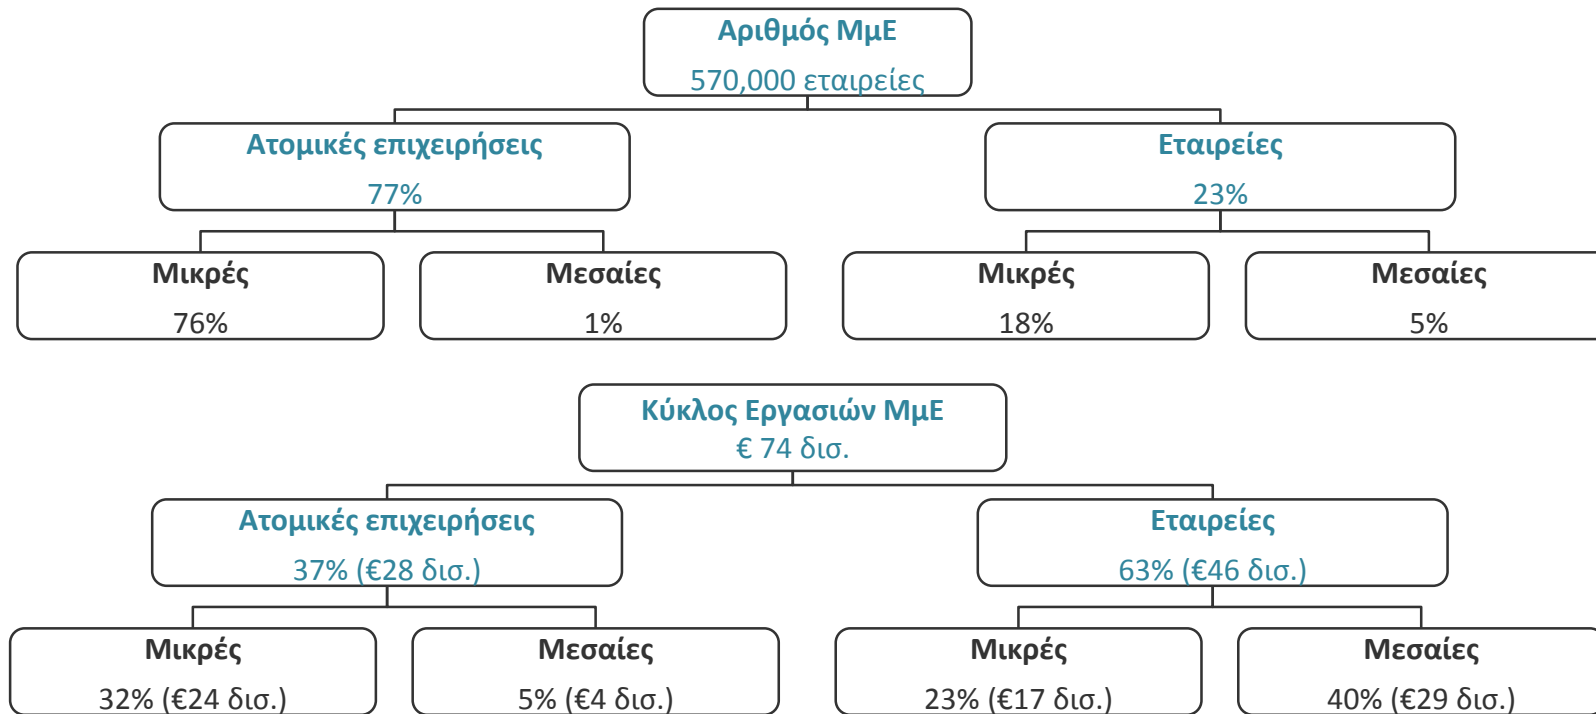 Αριθμός ΜμΕ
570,000 εταιρείες
Ατομικές επιχειρήσεις
77%
Εταιρείες
23%
Μικρές
76%
Μεσαίες
1%
Μικρές
18%
Μεσαίες
5%
Κύκλος Εργασιών ΜμΕ
€ 74 δισ.
Ατομικές επιχειρήσεις
37% (€28 δισ.)
Εταιρείες
63% (€46 δισ.)
Μικρές
32% (€24 δισ.)
Μεσαίες
5% (€4 δισ.)
Μικρές
23% (€17 δισ.)
Μεσαίες
40% (€29 δισ.)